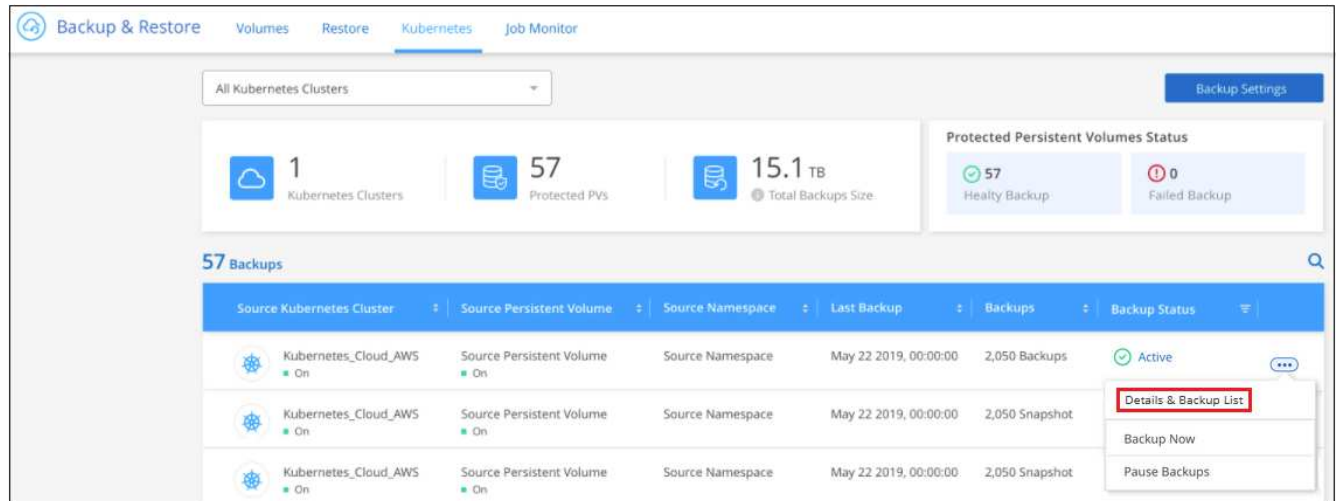 Backup & Restore Volumes Restore Kubernetes Job Monitor
All Kubernetes Clusters
Backup Settings
1
Kubernetes Clusters
57
Protected PVs
15.1 TB
Total Backups Size
Protected Persistent Volumes Status
57
Healty Backup
0
Failed Backup
57 Backups
Source Kubernetes Cluster Source Persistent Volume Source Namespace Last Backup Backups Backup Status
Kubernetes_Cloud_AWS Source Persistent Volume Source Namespace May 22 2019, 00:00:00 2,050 Backups Active
On On
Details & Backup List
Kubernetes_Cloud_AWS Source Persistent Volume Source Namespace May 22 2019, 00:00:00 2,050 Snapshot
On On
Backup Now
Kubernetes_Cloud_AWS Source Persistent Volume Source Namespace May 22 2019, 00:00:00 2,050 Snapshot Pause Backups
On On